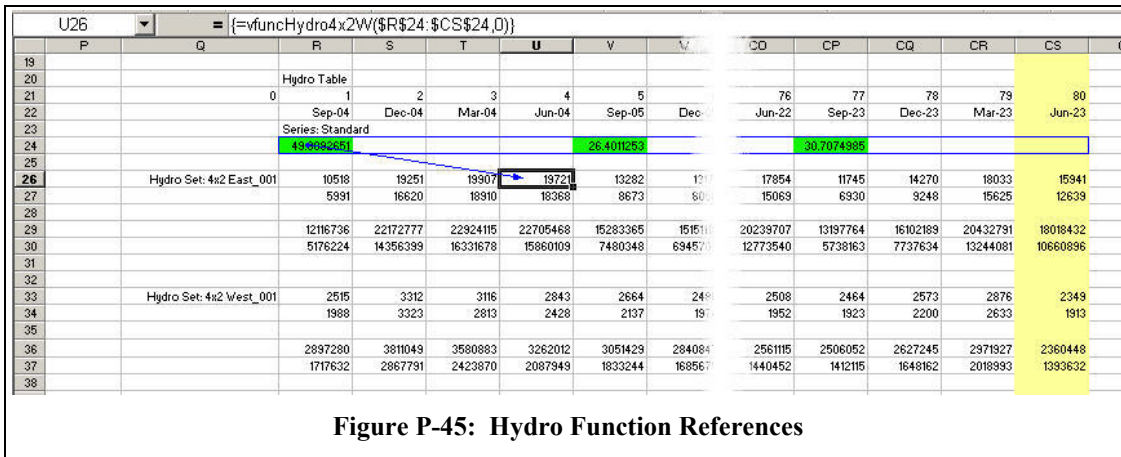 U26 = {=vfuncHydro4x2W($R$24:$CS$24,0)}
P Q R S T U V CO CP CQ CR CS
19
20 Hydro Table
21 0 1 2 3 4 5 76 77 78 79 80
22 Sep-04 Dec-04 Mar-04 Jun-04 Sep-05 Dec- Jun-22 Sep-23 Dec-23 Mar-23 Jun-23
23 Series: Standard
24 26.4011253 30.7074985
25
26 Hydro Set: 4x2 East_001 10518 19251 19907 19721 13282 17854 11745 14270 18033 15941
27 5991 16620 18910 18368 8673 15069 6930 9248 15625 12639
28
29 12116736 22172777 22924115 22705468 15283365 20239707 13197764 16102189 20432791 18018432
30 5176224 14356399 16331678 15860109 7480348 12773540 5738163 7737634 13244081 10660896
31
32
33 Hydro Set: 4x2 West_001 2515 3312 3116 2843 2664 2508 2464 2573 2876 2349
34 1988 3323 2813 2428 2137 1952 1923 2200 2633 1913
35
36 2897280 3811049 3580883 3262012 3051429 2561115 2506052 2627245 2971927 2360448
37 1717632 2867791 2423870 2087949 1833244 1440452 1412115 1648162 2018993 1393632
38
Figure P-45: Hydro Function References